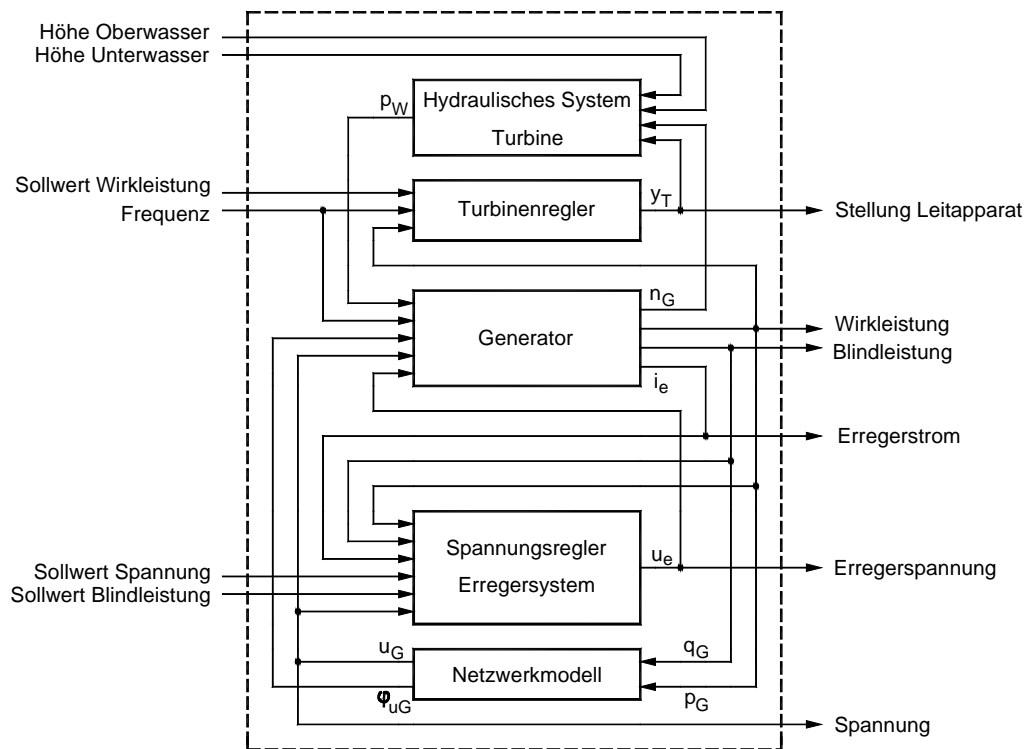 Höhe Oberwasser
Höhe Unterwasser
p_W
Hydraulisches System
Turbine
Sollwert Wirkleistung
Frequenz
Turbinenregler
y_T
Stellung Leitapparat
n_G
Generator
Wirkleistung
Blindleistung
i_e
Erregerstrom
Spannungsregler
Erregersystem
u_e
Erregerspannung
Sollwert Spannung
Sollwert Blindleistung
u_G
q_G
Netzwerkmodell
φ_uG
p_G
Spannung